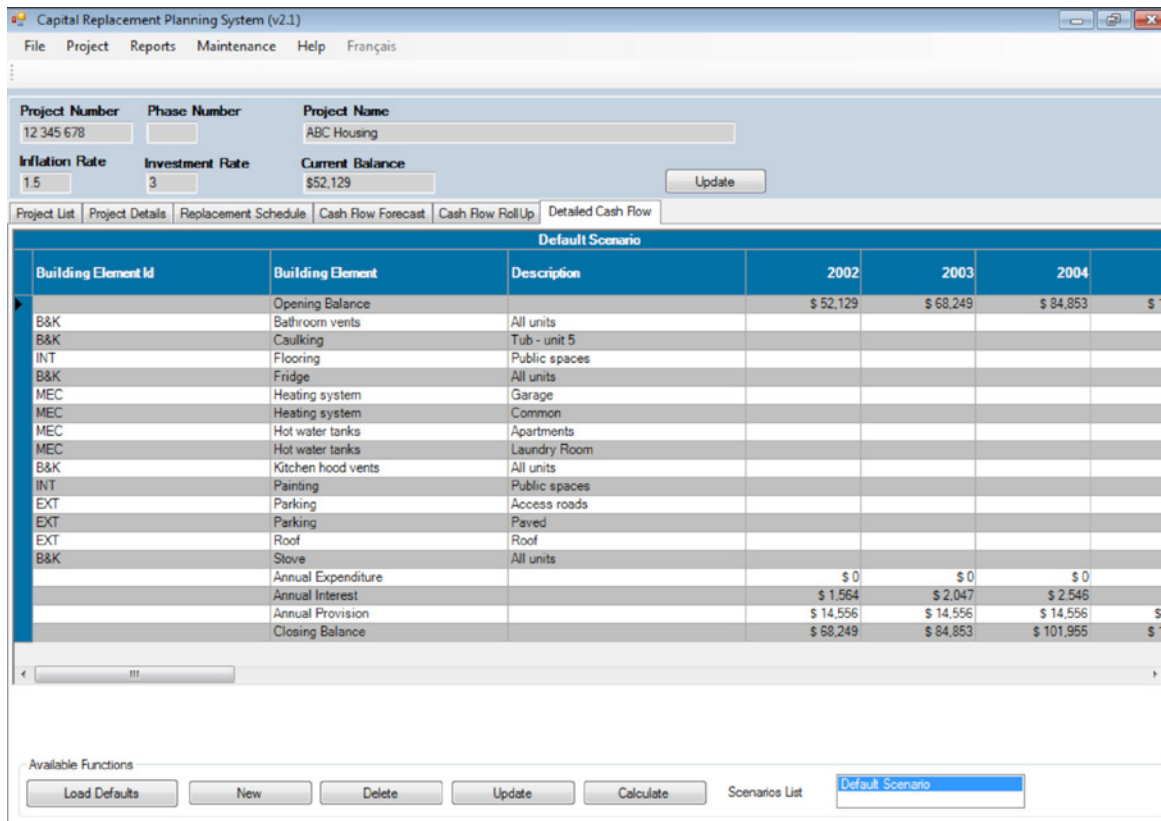 Capital Replacement Planning System (v2.1)
File Project Reports Maintenance Help Français
Project Number Phase Number Project Name
12 345 678 ABC Housing
Inflation Rate Investment Rate Current Balance
1.5 3 $52,129 Update
Project List Project Details Replacement Schedule Cash Flow Forecast Cash Flow RollUp Detailed Cash Flow
Default Scenario
Building Element Id Building Element Description 2002 2003 2004
Opening Balance $ 52,129 $ 68,249 $ 84,853 $ 1
B&K Bathroom vents All units
B&K Caulking Tub - unit 5
INT Flooring Public spaces
B&K Fridge All units
MEC Heating system Garage
MEC Heating system Common
MEC Hot water tanks Apartments
MEC Hot water tanks Laundry Room
B&K Kitchen hood vents All units
INT Painting Public spaces
EXT Parking Access roads
EXT Parking Paved
EXT Roof Roof
B&K Stove All units
Annual Expenditure $ 0 $ 0 $ 0
Annual Interest $ 1,564 $ 2,047 $ 2,546
Annual Provision $ 14,556 $ 14,556 $ 14,556 $
Closing Balance $ 68,249 $ 84,853 $ 101,955 $ 1
Available Functions
Load Defaults New Delete Update Calculate Scenarios List Default Scenario